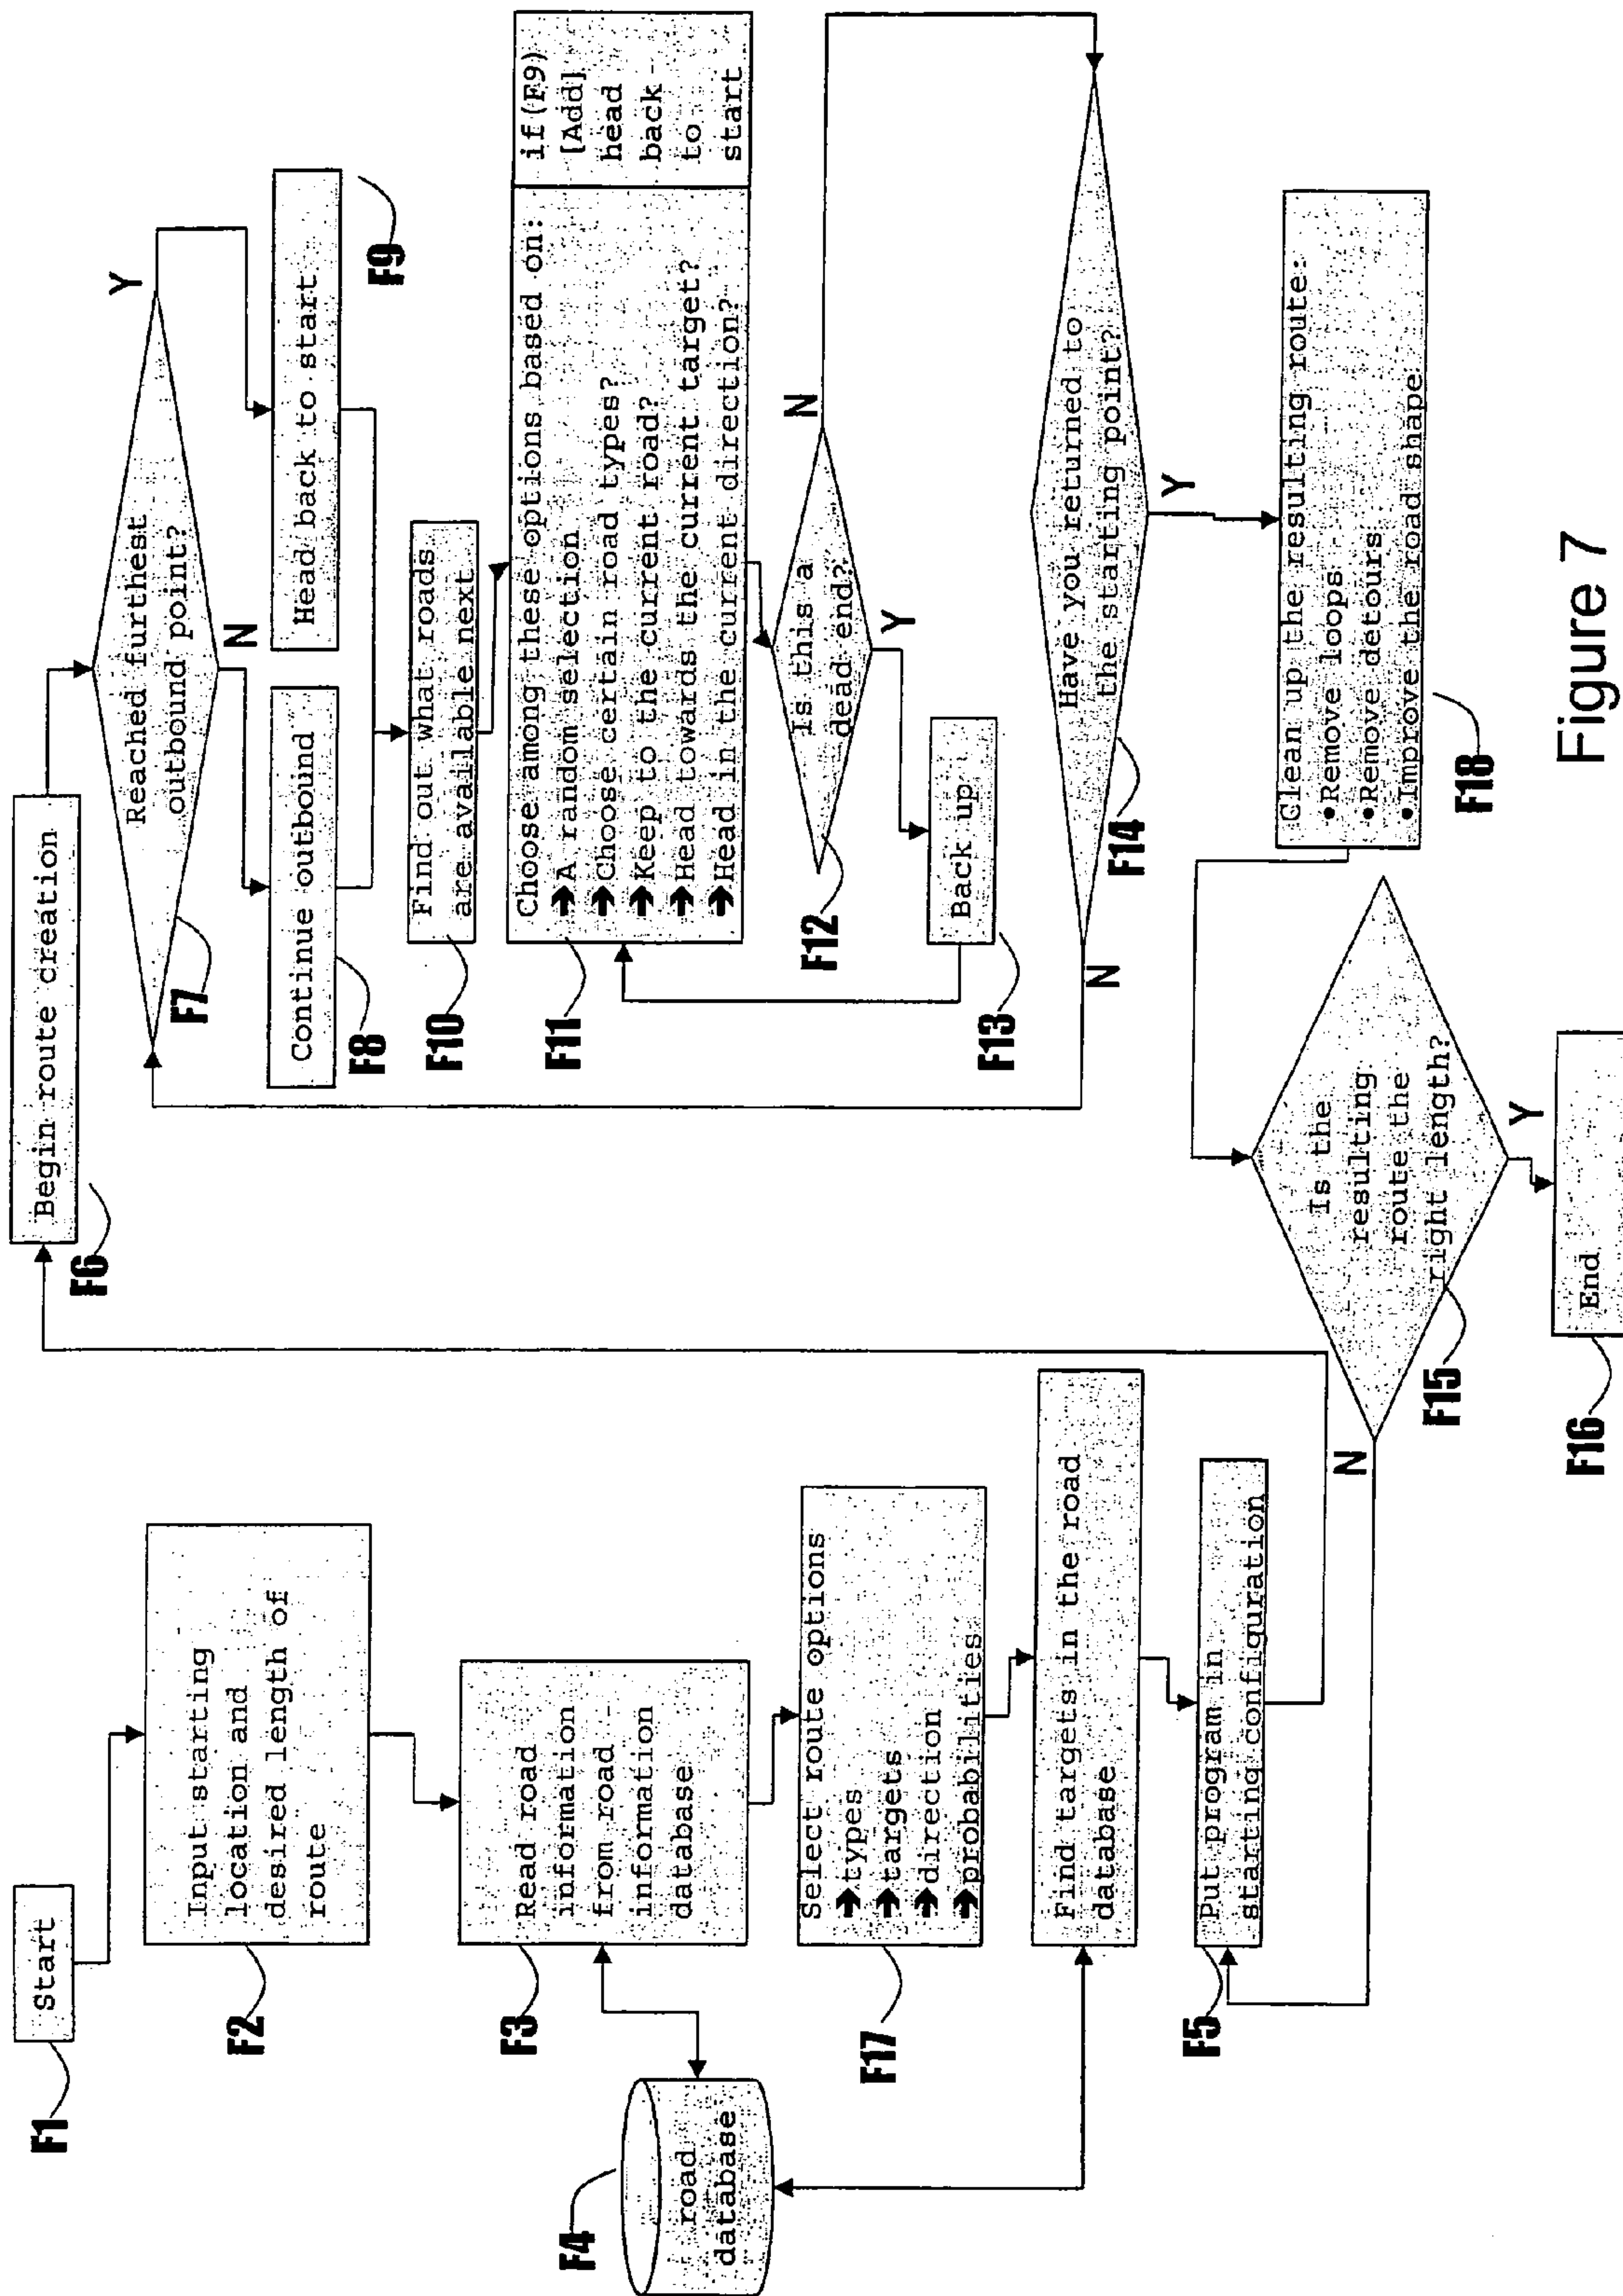 F1
start
F2
Input starting
location and
desired length of
route
F3
Read road
information
from road
information
database
F4
road
database
F17
Select route options
➔types
➔targets
➔direction
➔probabilities
Find targets in the road
database
F5
Put program in
starting configuration
F6
Begin route creation
F7
Reached furthest
outbound point?
Y
N
F8
Continue outbound
F9
Head back to start
F10
Find out what roads
are available next
F11
Choose among these options based on:
➔A random selection
➔Choose certain road types?
➔Keep to the current road?
➔Head towards the current target?
➔Head in the current direction?
if(F9)
[Add]
head
back
to
start
F12
Is this a
dead end?
N
Y
F13
Back up
F14
Have you returned to
the starting point?
N
Y
F18
Clean up the resulting route:
•Remove loops
•Remove detours
•Improve the road shape
F15
Is the
resulting
route the
right length?
N
Y
F16
End
Figure 7